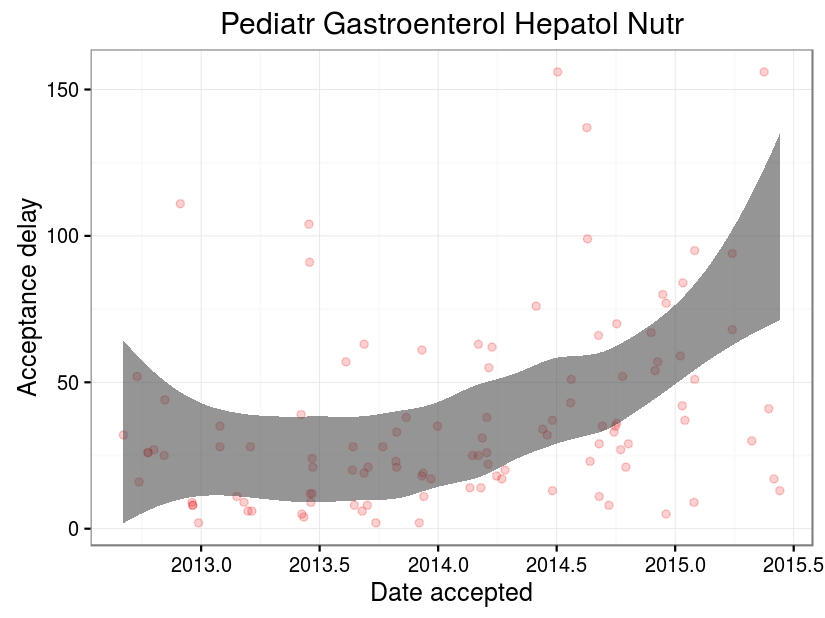 Pediatr Gastroenterol Hepatol Nutr
Acceptance delay
150
100
50
0
2013.0 2013.5 2014.0 2014.5 2015.0 2015.5
Date accepted